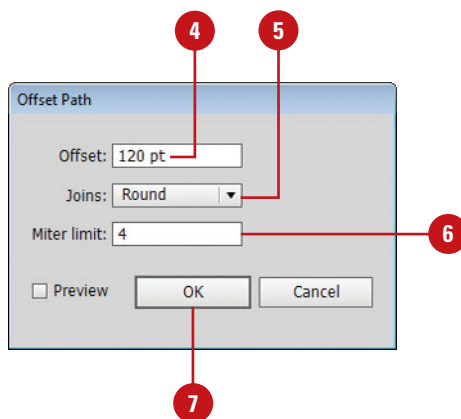 4
5
Offset Path
Offset: 120 pt
Joins: Round
Miter limit: 4
6
Preview OK Cancel
7